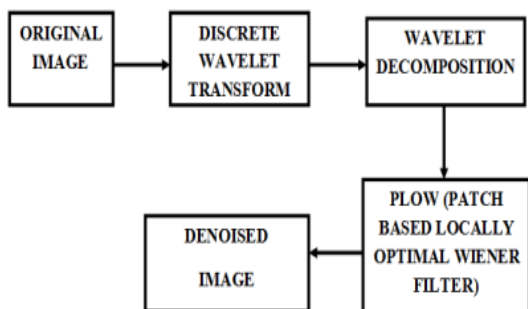 ORIGINAL
IMAGE
DISCRETE
WAVELET
TRANSFORM
WAVELET
DECOMPOSITION
PLOW (PATCH
BASED LOCALLY
OPTIMAL WIENER
FILTER)
DENOISED
IMAGE